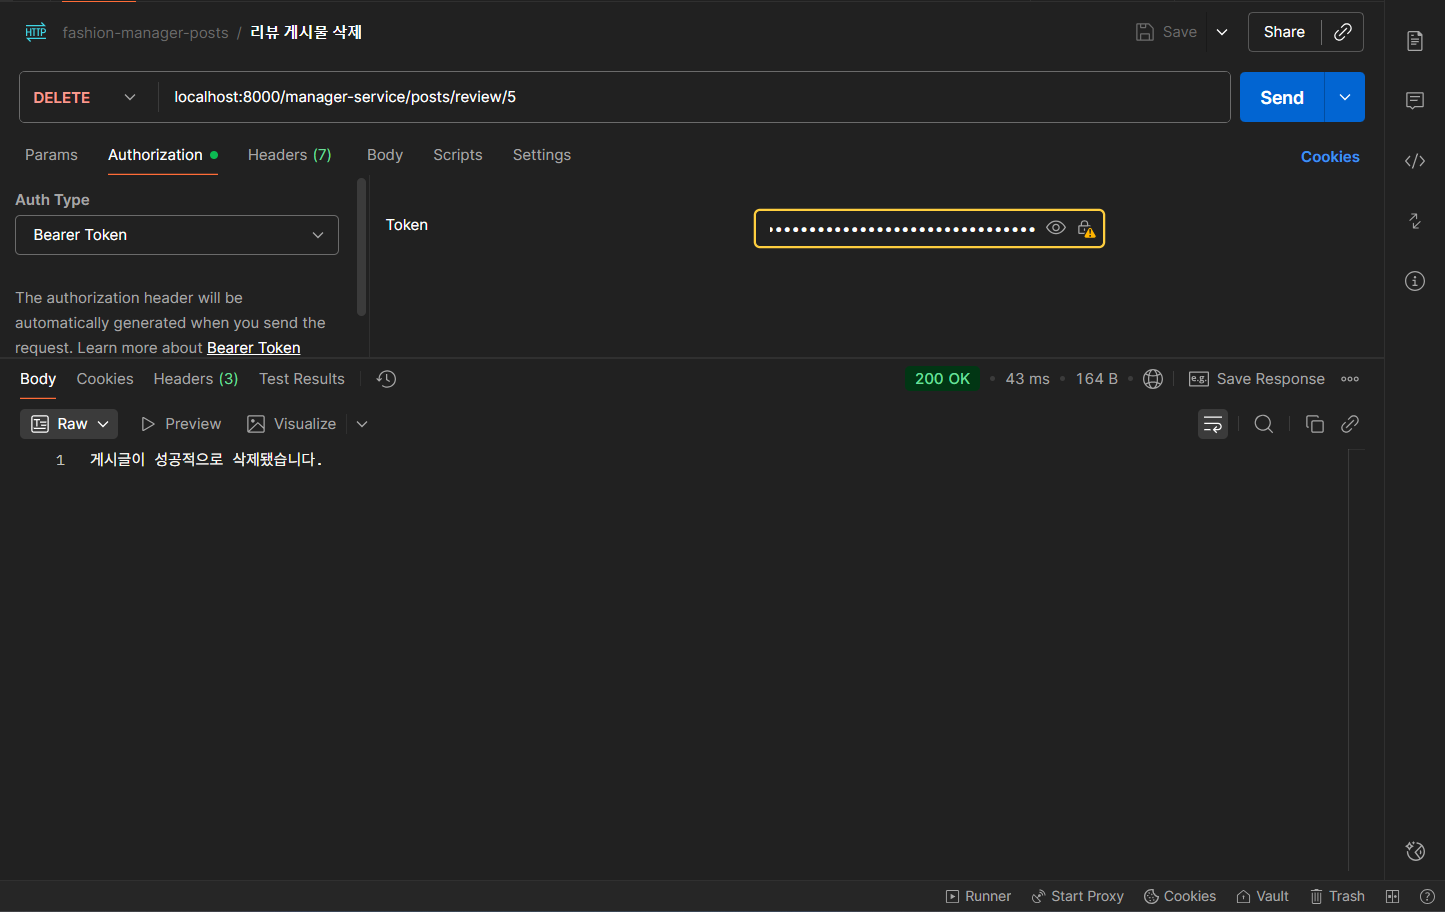 HTTP fashion-manager-posts / 리뷰 게시물 삭제 Save Share
DELETE localhost:8000/manager-service/posts/review/5 Send
Params Authorization Headers (7) Body Scripts Settings Cookies
Auth Type
Bearer Token
Token
The authorization header will be
automatically generated when you send the
request. Learn more about Bearer Token
Body Cookies Headers (3) Test Results 200 OK • 43 ms • 164 B • e.g. Save Response
Raw Preview Visualize
1 게시글이 성공적으로 삭제됐습니다.
Runner Start Proxy Cookies Vault Trash